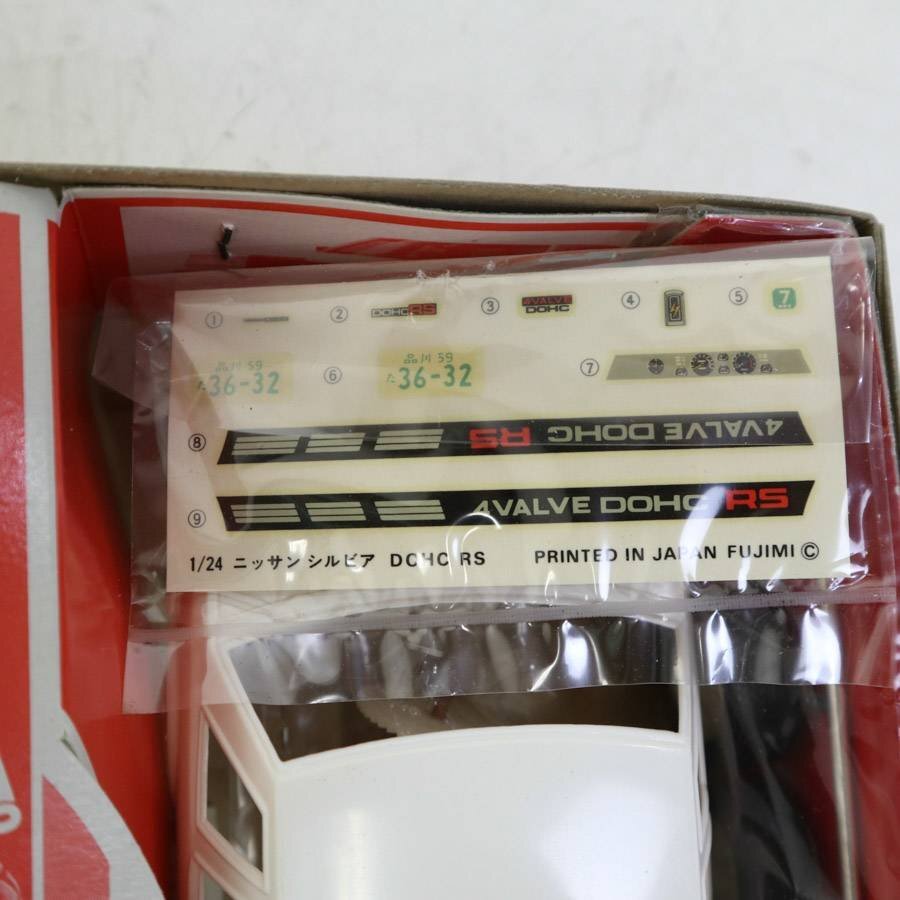 ① ② DOHC RS ③ 4VALVE DOHC ④ ⑤ 7
品川 59
た 36-32
⑥
品川 59
た 36-32
⑦
⑧ 4VALVE DOHC RS
⑨ 4VALVE DOHC RS
1/24 ニッサン シルビア DOHC RS PRINTED IN JAPAN FUJIMI ©